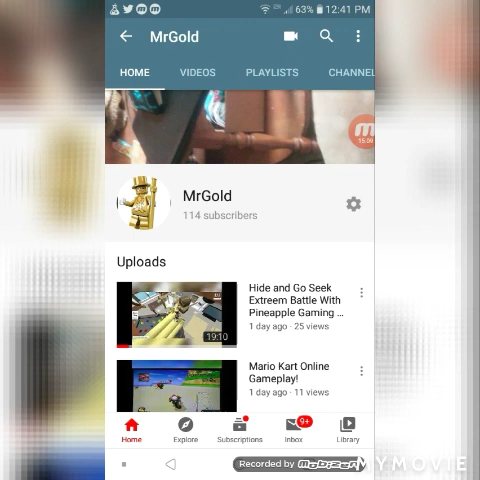 63% 12:41 PM
MrGold
HOME VIDEOS PLAYLISTS CHANNEL
15:09
MrGold
114 subscribers
Uploads
Hide and Go Seek
Extreem Battle With
Pineapple Gaming ...
1 day ago · 25 views
19:10
Mario Kart Online
Gameplay!
1 day ago · 11 views
9+
Home Explore Subscriptions Inbox Library
Recorded by
MYMOVIE